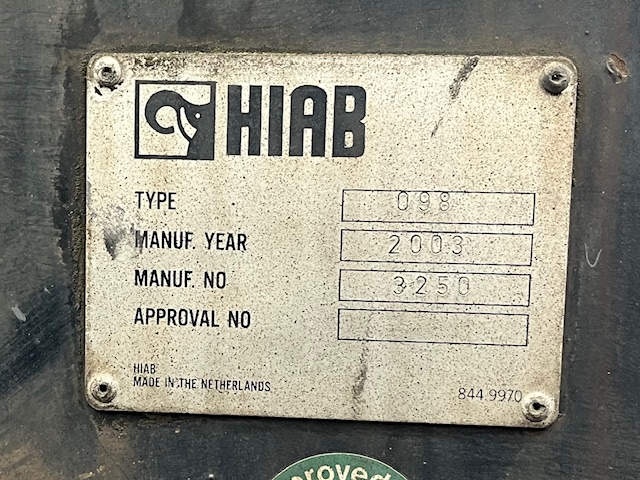 HIAB
TYPE 098
MANUF. YEAR 2003
MANUF. NO 3250
APPROVAL NO
HIAB
MADE IN THE NETHERLANDS
844 9970